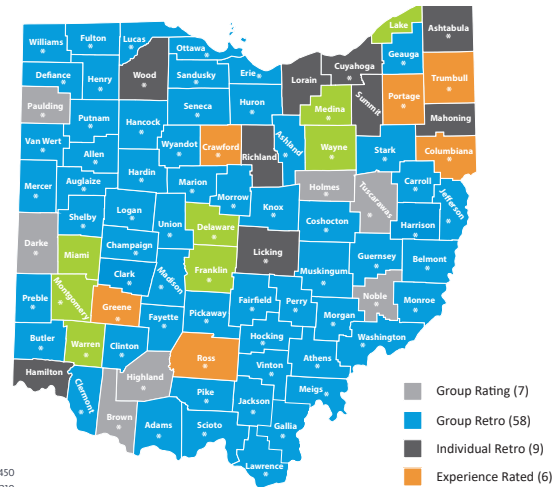 Williams
*
Fulton
*
Lucas
*
Ottawa
*
Lake
*
Ashtabula
*
Geauga
*
Cuyahoga
*
Defiance
*
Henry
*
Wood
*
Sandusky
*
Erie
*
Lorain
*
Trumbull
*
Portage
*
Summit
*
Medina
*
Huron
*
Seneca
*
Paulding
*
Putnam
*
Hancock
*
Mahoning
*
Van Wert
*
Allen
*
Wyandot
*
Crawford
*
Richland
*
Ashland
*
Wayne
*
Stark
*
Columbiana
*
Mercer
*
Auglaize
*
Hardin
*
Marion
*
Morrow
*
Knox
*
Holmes
*
Tuscarawas
*
Carroll
*
Jefferson
*
Shelby
*
Logan
*
Union
*
Delaware
*
Coshocton
*
Harrison
*
Darke
*
Miami
*
Champaign
*
Licking
*
Muskingum
*
Guernsey
*
Belmont
*
Clark
*
Madison
*
Franklin
*
Preble
*
Montgomery
*
Greene
*
Fayette
*
Pickaway
*
Fairfield
*
Perry
*
Morgan
*
Noble
*
Monroe
*
Butler
*
Warren
*
Clinton
*
Ross
*
Hocking
*
Athens
*
Washington
*
Hamilton
*
Clermont
*
Highland
*
Vinton
*
Meigs
*
Brown
*
Adams
*
Pike
*
Scioto
*
Jackson
*
Gallia
*
Lawrence
*
Group Rating (7)
Group Retro (58)
Individual Retro (9)
Experience Rated (6)
450